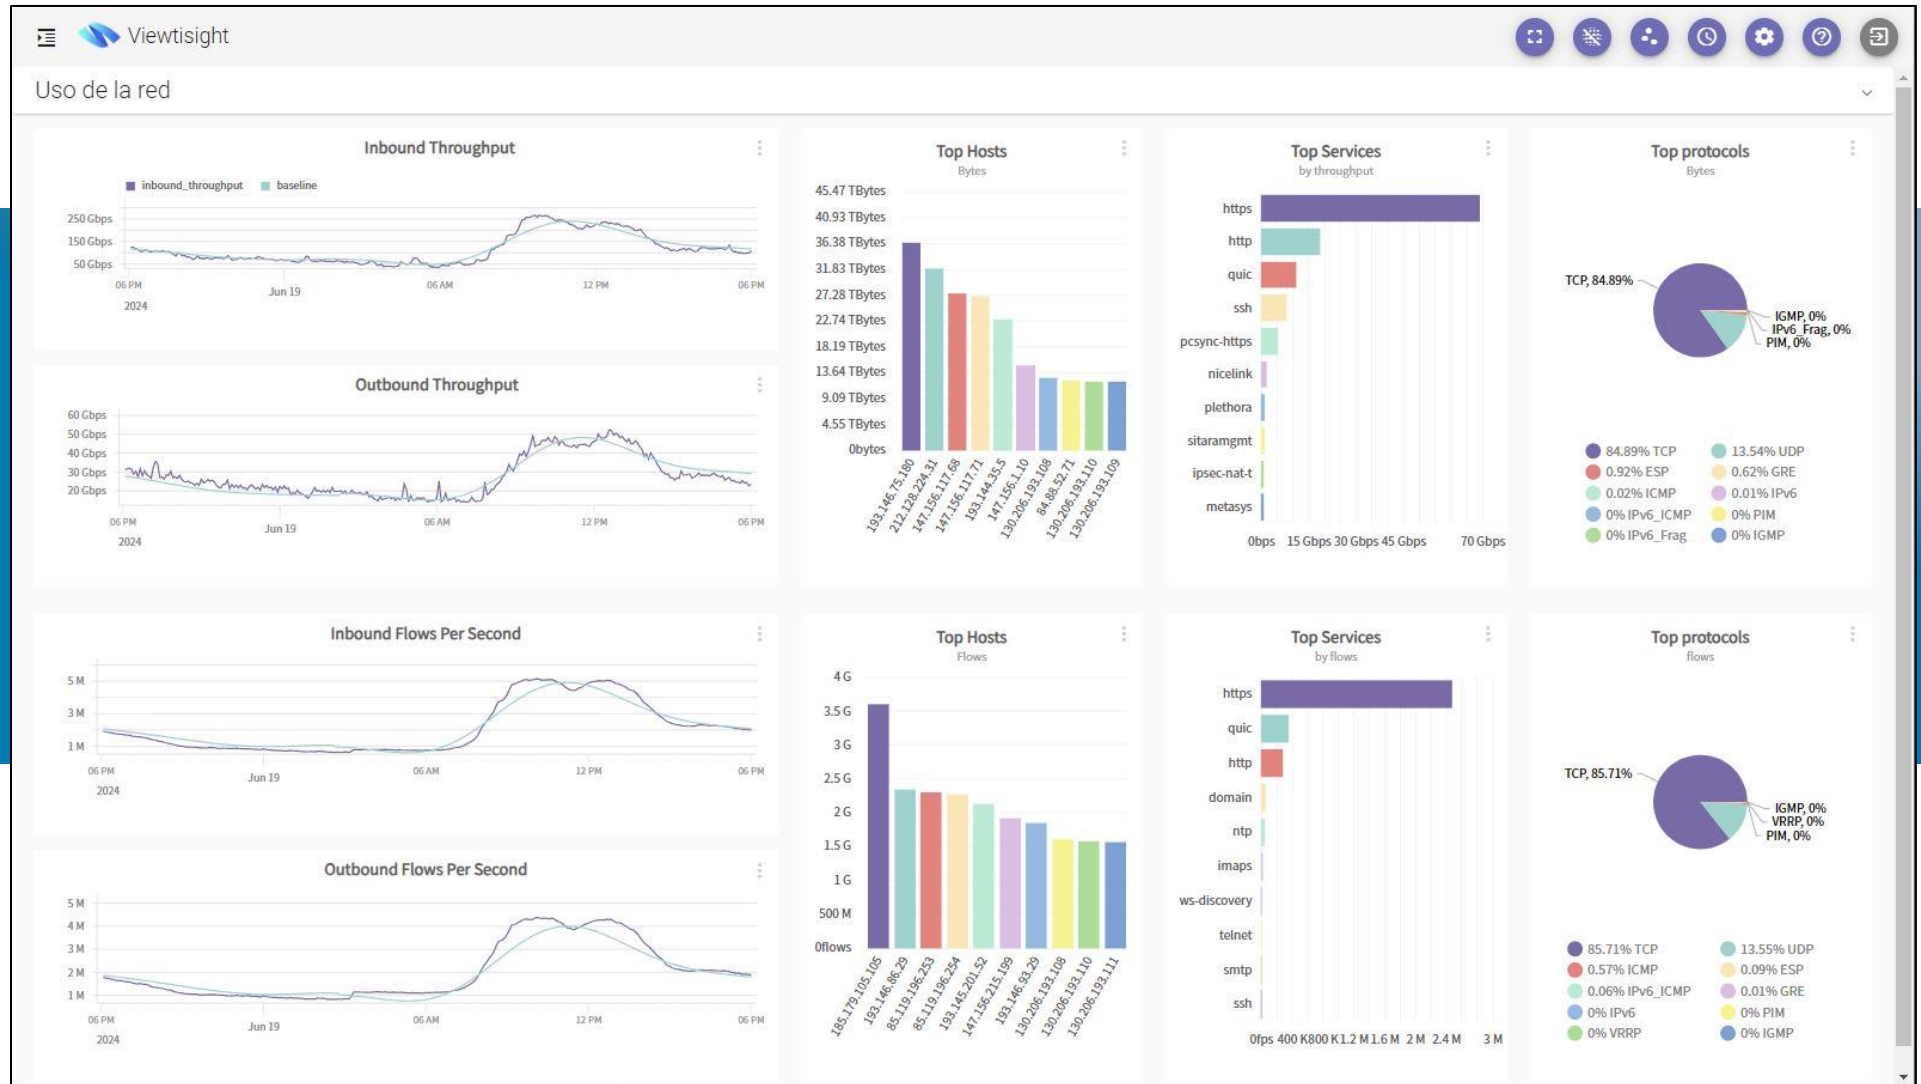 Viewtisight
Uso de la red
Inbound Throughput
inbound_throughput baseline
250 Gbps
150 Gbps
50 Gbps
06 PM Jun 19 06 AM 12 PM 06 PM
2024
Outbound Throughput
60 Gbps
50 Gbps
40 Gbps
30 Gbps
20 Gbps
06 PM Jun 19 06 AM 12 PM 06 PM
2024
Top Hosts
Bytes
45.47 TBytes
40.93 TBytes
36.38 TBytes
31.83 TBytes
27.28 TBytes
22.74 TBytes
18.19 TBytes
13.64 TBytes
9.09 TBytes
4.55 TBytes
0bytes
193.146.75.180
212.128.224.31
147.156.117.68
147.156.117.71
193.144.35.5
147.156.1.10
130.206.193.108
84.88.52.71
130.206.193.110
130.206.193.109
Top Services
by throughput
https
http
quic
ssh
pcsync-https
nicelink
plethora
sitaramgmt
ipsec-nat-t
metasys
0bps 15 Gbps 30 Gbps 45 Gbps 70 Gbps
Top protocols
Bytes
TCP, 84.89%
IGMP, 0%
IPv6_Frag, 0%
PIM, 0%
84.89% TCP 13.54% UDP
0.92% ESP 0.62% GRE
0.02% ICMP 0.01% IPv6
0% IPv6_ICMP 0% PIM
0% IPv6_Frag 0% IGMP
Inbound Flows Per Second
5 M
3 M
1 M
06 PM Jun 19 06 AM 12 PM 06 PM
2024
Outbound Flows Per Second
5 M
4 M
3 M
2 M
1 M
06 PM Jun 19 06 AM 12 PM 06 PM
2024
Top Hosts
Flows
4 G
3.5 G
3 G
2.5 G
2 G
1.5 G
1 G
500 M
0flows
185.179.105.105
193.146.86.29
85.119.196.253
85.119.196.254
193.145.201.52
147.156.215.199
193.146.93.29
130.206.193.108
130.206.193.110
130.206.193.111
Top Services
by flows
https
quic
http
domain
ntp
imaps
ws-discovery
telnet
smtp
ssh
0fps 400 K 800 K 1.2 M 1.6 M 2 M 2.4 M 3 M
Top protocols
flows
TCP, 85.71%
IGMP, 0%
VRRP, 0%
PIM, 0%
85.71% TCP 13.55% UDP
0.57% ICMP 0.09% ESP
0.06% IPv6_ICMP 0.01% GRE
0% IPv6 0% PIM
0% VRRP 0% IGMP